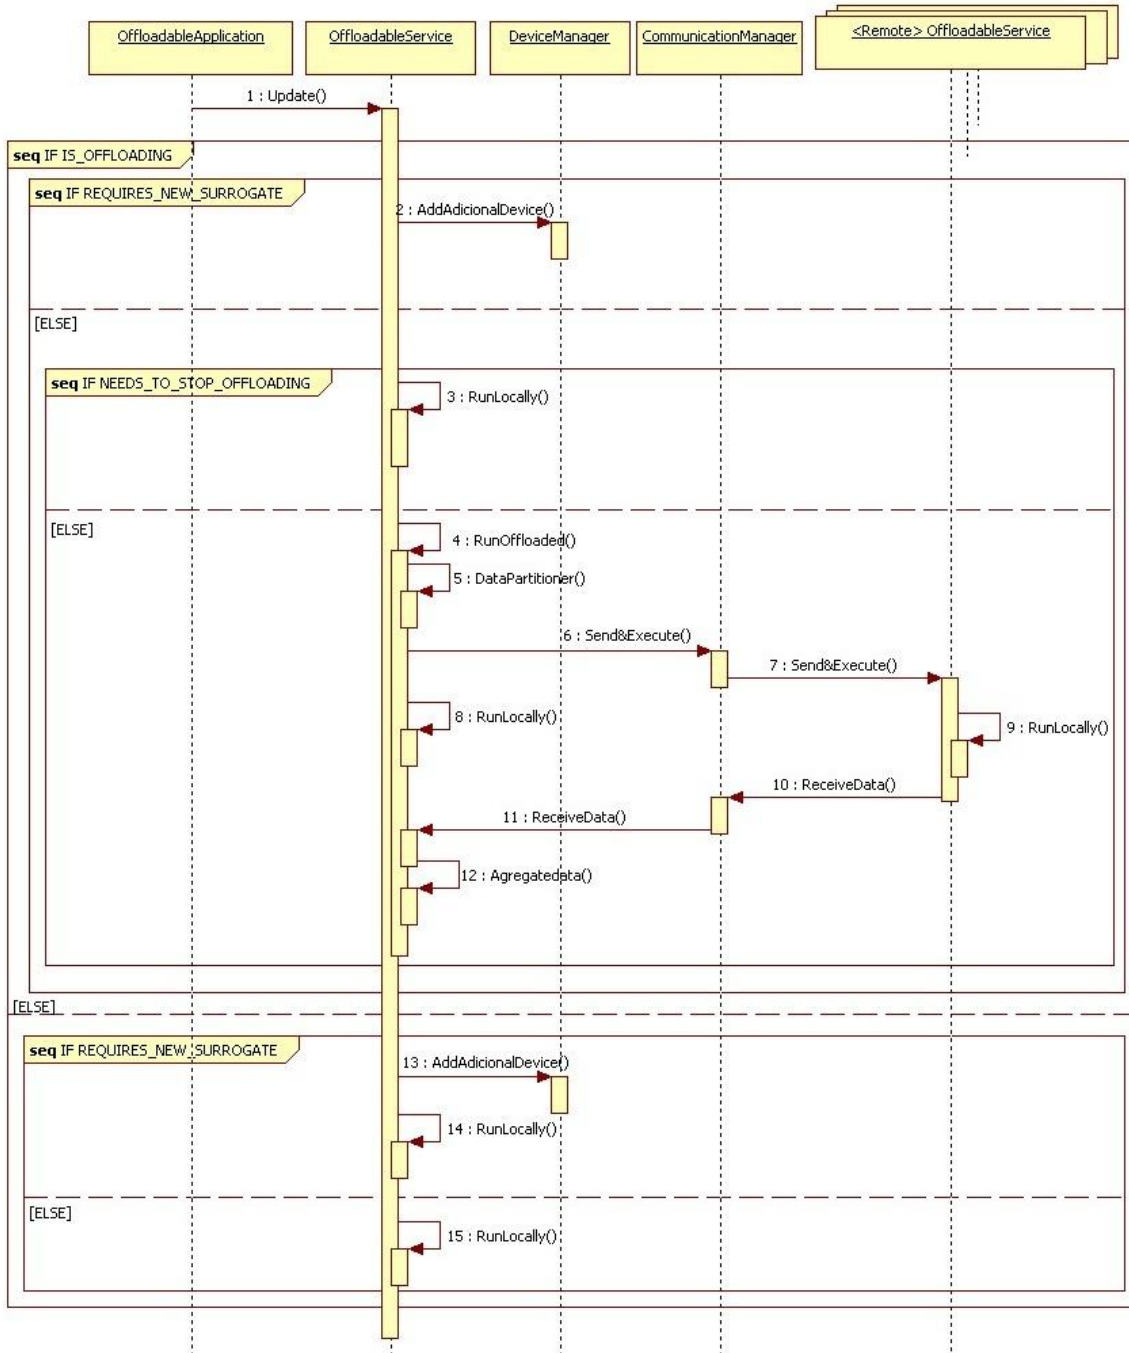 OffloadableApplication
OffloadableService
DeviceManager
CommunicationManager
<Remote> OffloadableService
1 : Update()
seq IF IS_OFFLOADING
seq IF REQUIRES_NEW_SURROGATE
2 : AddAdicionalDevice()
[ELSE]
seq IF NEEDS_TO_STOP_OFFLOADING
3 : RunLocally()
[ELSE]
4 : RunOffloaded()
5 : DataPartitioner()
6 : Send&Execute()
7 : Send&Execute()
8 : RunLocally()
9 : RunLocally()
10 : ReceiveData()
11 : ReceiveData()
12 : Agregatedata()
[ELSE]
seq IF REQUIRES_NEW_SURROGATE
13 : AddAdicionalDevice()
14 : RunLocally()
[ELSE]
15 : RunLocally()